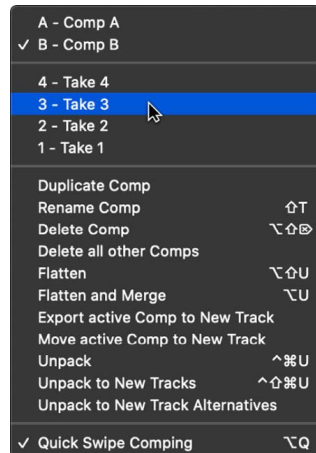 A - Comp A
✓ B - Comp B
4 - Take 4
3 - Take 3
2 - Take 2
1 - Take 1
Duplicate Comp
Rename Comp ⇧T
Delete Comp ⌥⇧⌦
Delete all other Comps
Flatten ⌥⇧U
Flatten and Merge ⌥U
Export active Comp to New Track
Move active Comp to New Track
Unpack ^⌘U
Unpack to New Tracks ^⇧⌘U
Unpack to New Track Alternatives
✓ Quick Swipe Comping ⌥Q